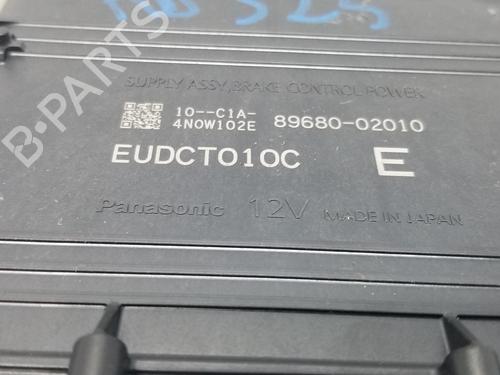 SUPPLY ASSY,BRAKE CONTROL POWER
10--C1A-
4N0W102E 89680-02010
EUDCT010C E
Panasonic 12V MADE IN JAPAN
B-Parts